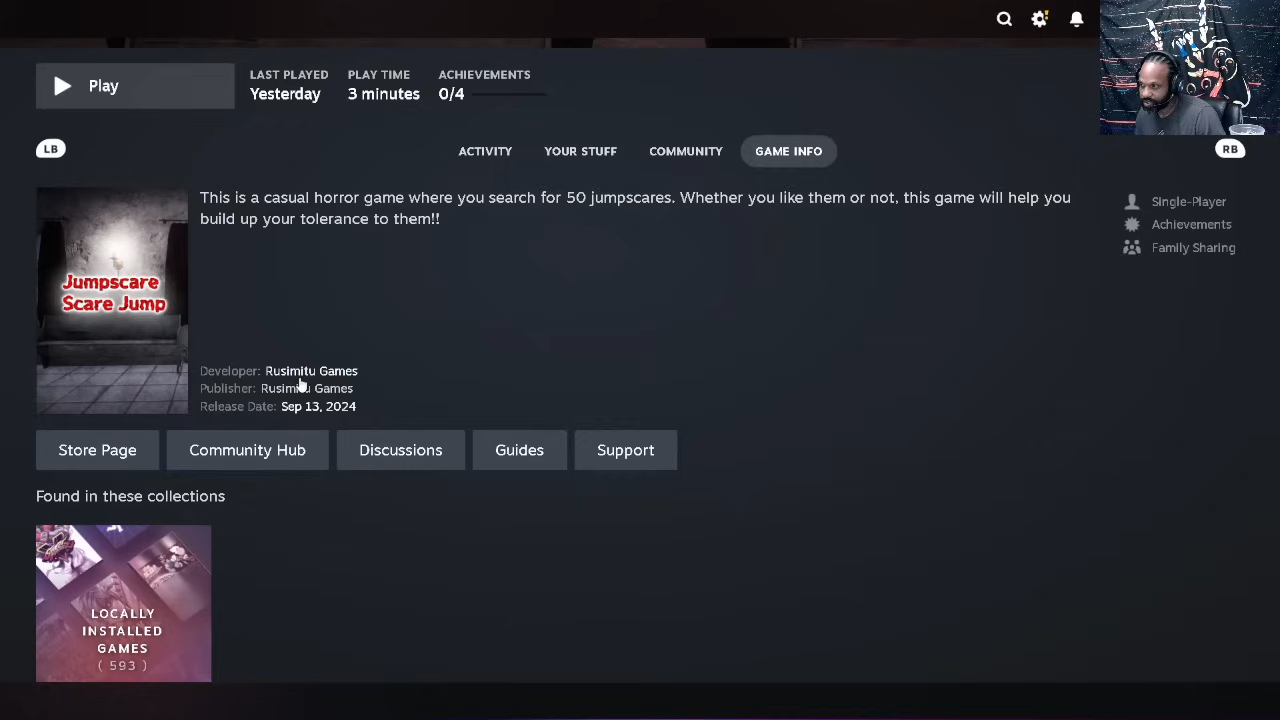 Play
LAST PLAYED
Yesterday
PLAY TIME
3 minutes
ACHIEVEMENTS
0/4
LB
ACTIVITY
YOUR STUFF
COMMUNITY
GAME INFO
RB
Jumpscare
Scare Jump
This is a casual horror game where you search for 50 jumpscares. Whether you like them or not, this game will help you
build up your tolerance to them!!
Developer: Rusimitu Games
Publisher: Rusimitu Games
Release Date: Sep 13, 2024
Single-Player
Achievements
Family Sharing
Store Page
Community Hub
Discussions
Guides
Support
Found in these collections
LOCALLY
INSTALLED
GAMES
( 593 )